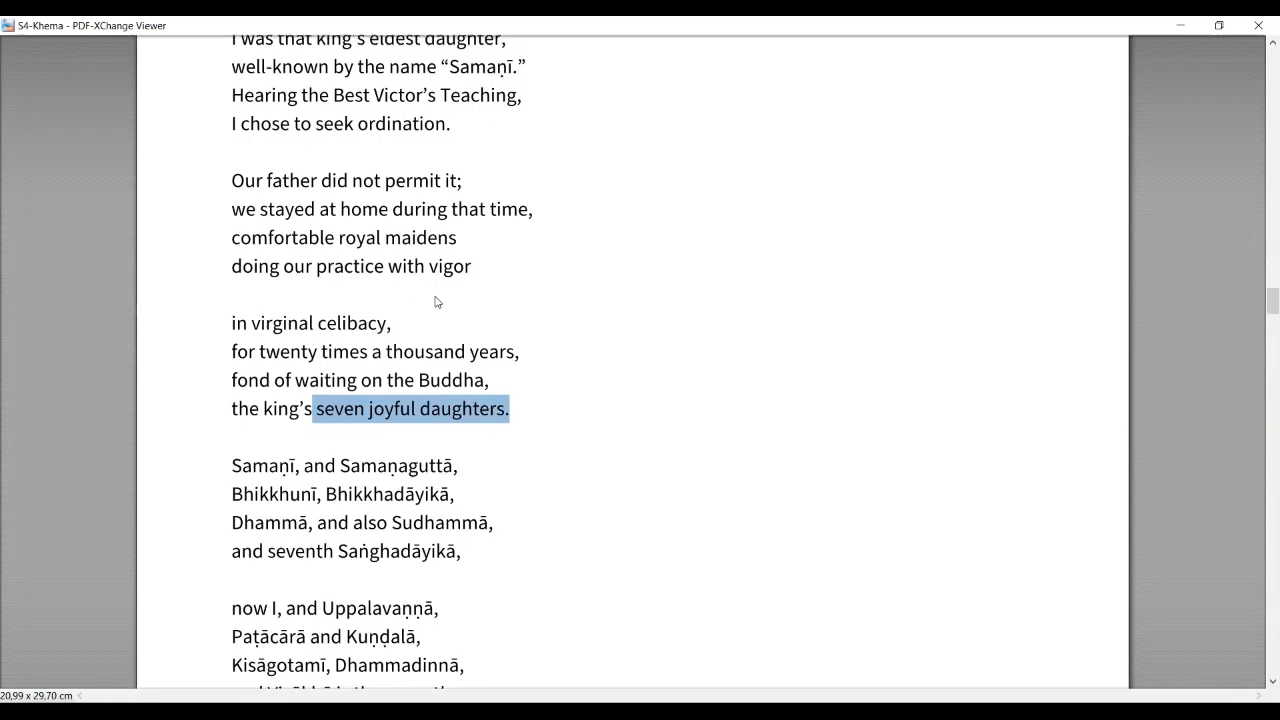 S4-Khema - PDF-XChange Viewer
I was that king's eldest daughter,
well-known by the name “Samaṇī.”
Hearing the Best Victor’s Teaching,
I chose to seek ordination.
Our father did not permit it;
we stayed at home during that time,
comfortable royal maidens
doing our practice with vigor
in virginal celibacy,
for twenty times a thousand years,
fond of waiting on the Buddha,
the king’s seven joyful daughters.
Samaṇī, and Samaṇaguttā,
Bhikkhunī, Bhikkhadāyikā,
Dhammā, and also Sudhammā,
and seventh Saṅghadāyikā,
now I, and Uppalavaṇṇā,
Paṭācārā and Kuṇḍalā,
Kisāgotamī, Dhammadinnā,
20,99 x 29,70 cm